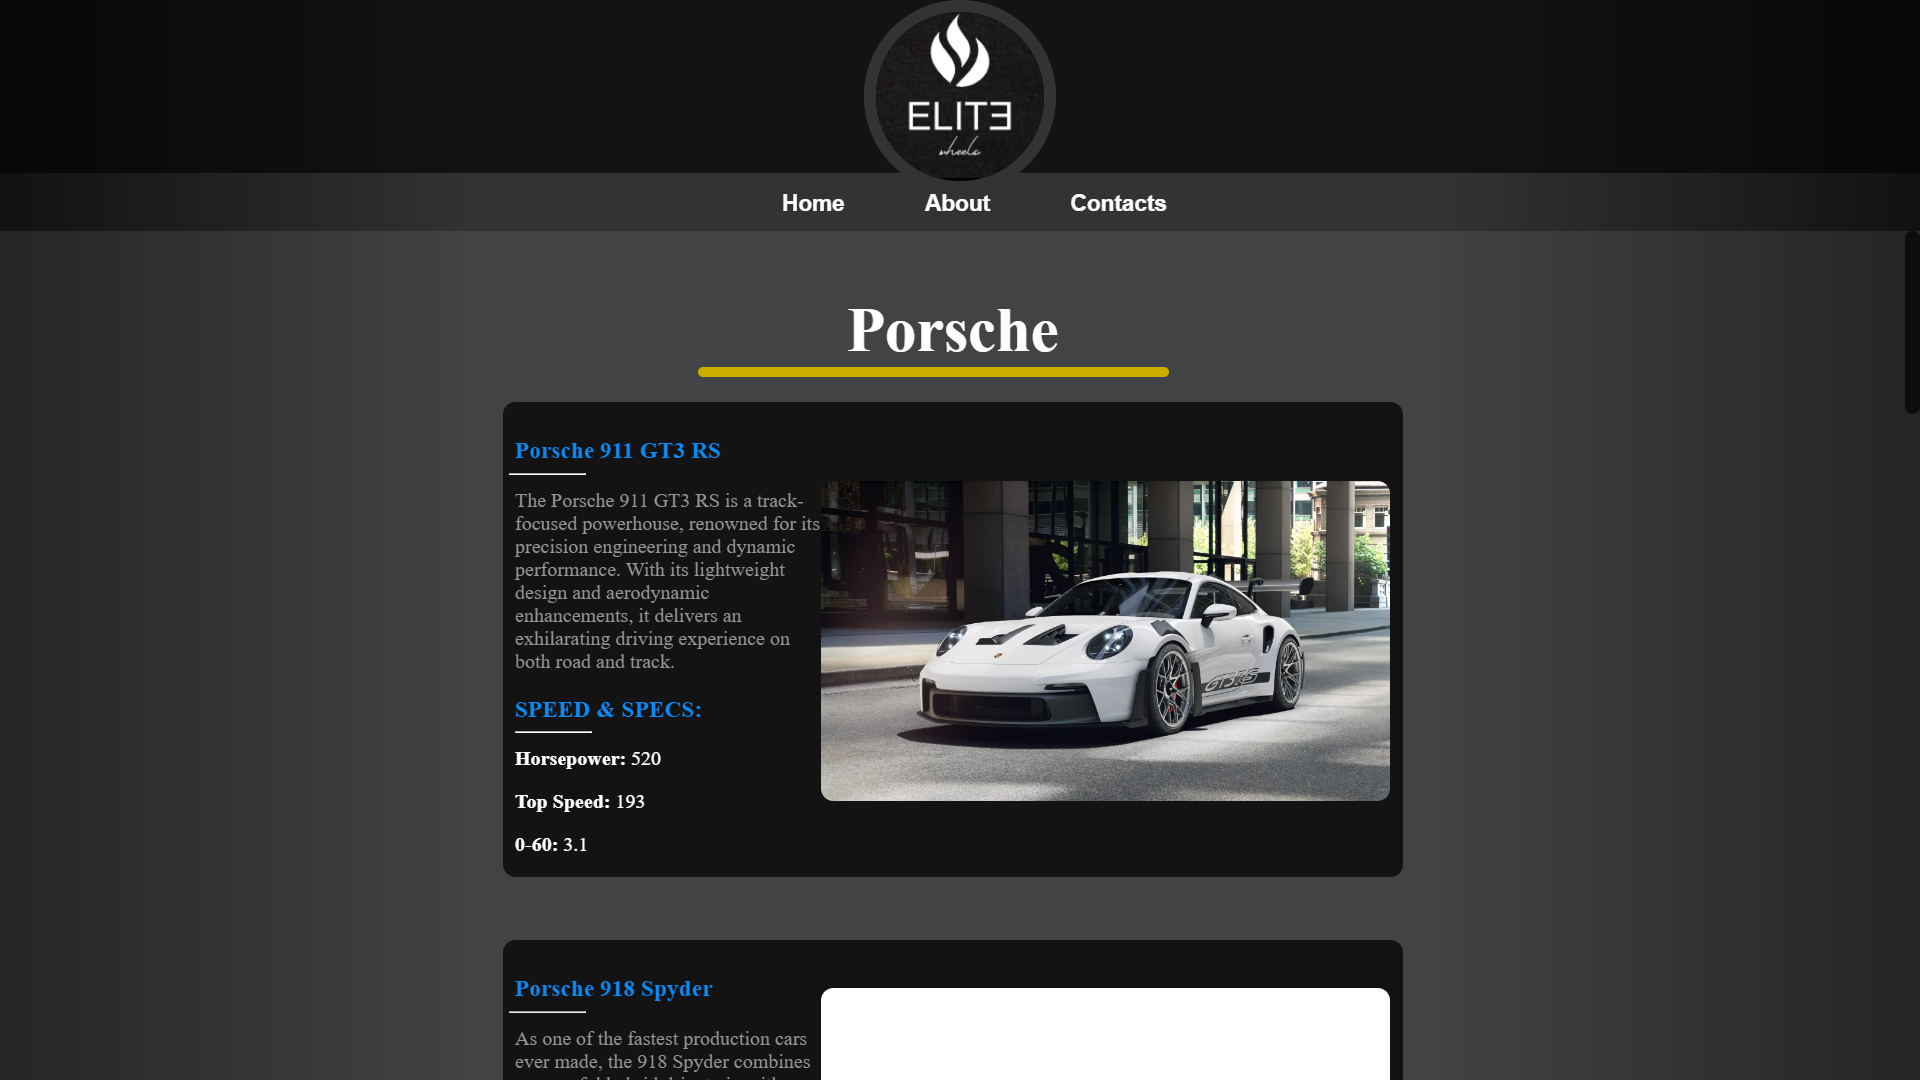 ELITƎ
wheels
Home About Contacts
Porsche
Porsche 911 GT3 RS
The Porsche 911 GT3 RS is a track-
focused powerhouse, renowned for its
precision engineering and dynamic
performance. With its lightweight
design and aerodynamic
enhancements, it delivers an
exhilarating driving experience on
both road and track.
SPEED & SPECS:
Horsepower: 520
Top Speed: 193
0-60: 3.1
GT3 RS
Porsche 918 Spyder
As one of the fastest production cars
ever made, the 918 Spyder combines